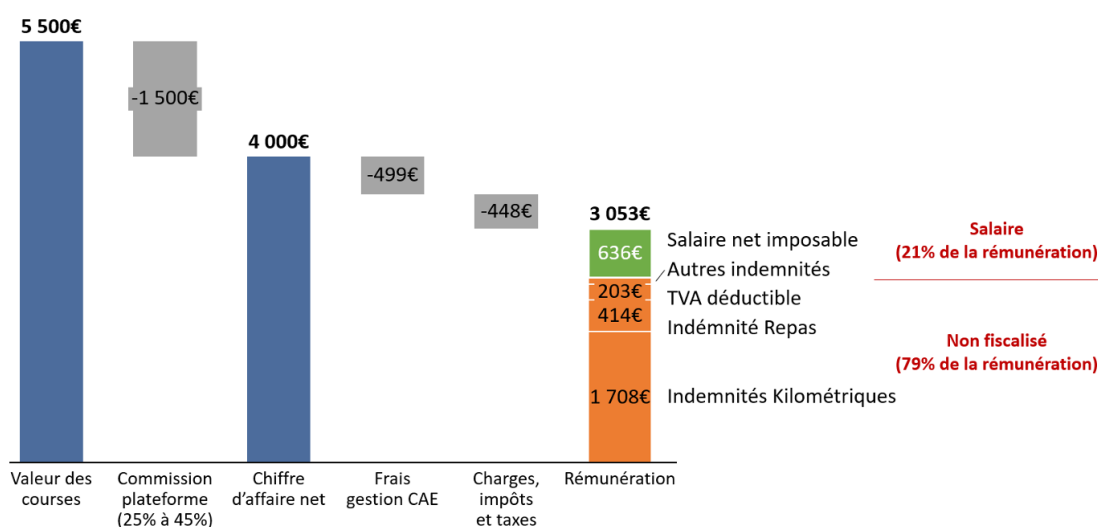 5 500€
-1 500€
4 000€
-499€
-448€
3 053€
636€
203€
414€
1 708€
Salaire net imposable
Autres indemnités
TVA déductible
Indémnité Repas
Indemnités Kilométriques
Salaire
(21% de la rémunération)
Non fiscalisé
(79% de la rémunération)
Valeur des
courses
Commission
plateforme
(25% à 45%)
Chiffre
d'affaire net
Frais
gestion CAE
Charges,
impôts
et taxes
Rémunération